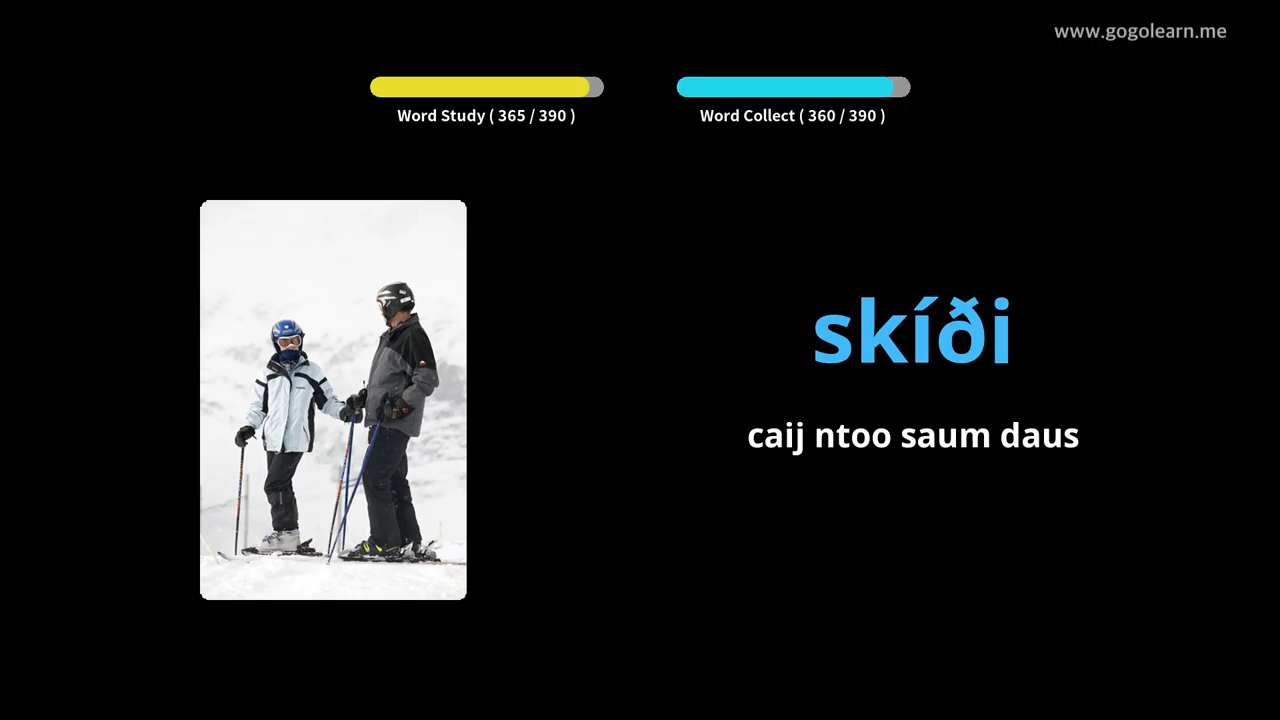 www.gogolearn.me
Word Study ( 365 / 390 )
Word Collect ( 360 / 390 )
skíði
caij ntoo saum daus